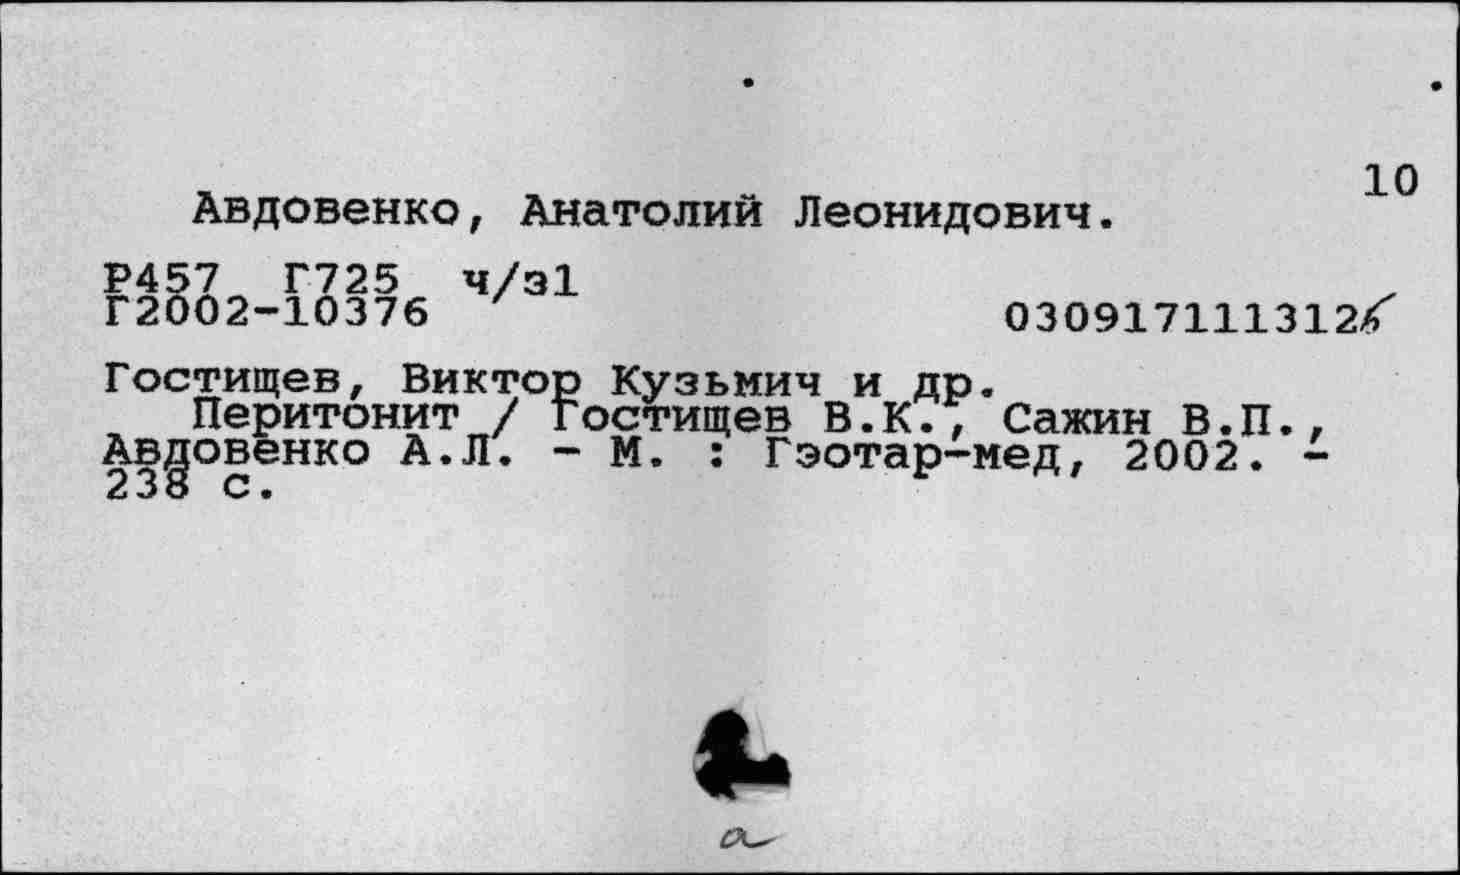 10
Авдовенко, Анатолий Леонидович.
Р457 Г725 ч/з1
Г2002-10376
030917111312
Гостищев, Виктор Кузьмич и др.
Перитонит / Гостищев В.К., Сажин В.П.,
Авдовенко А.Л. - М. : Гэотар-мед, 2002. -
238 с.
а